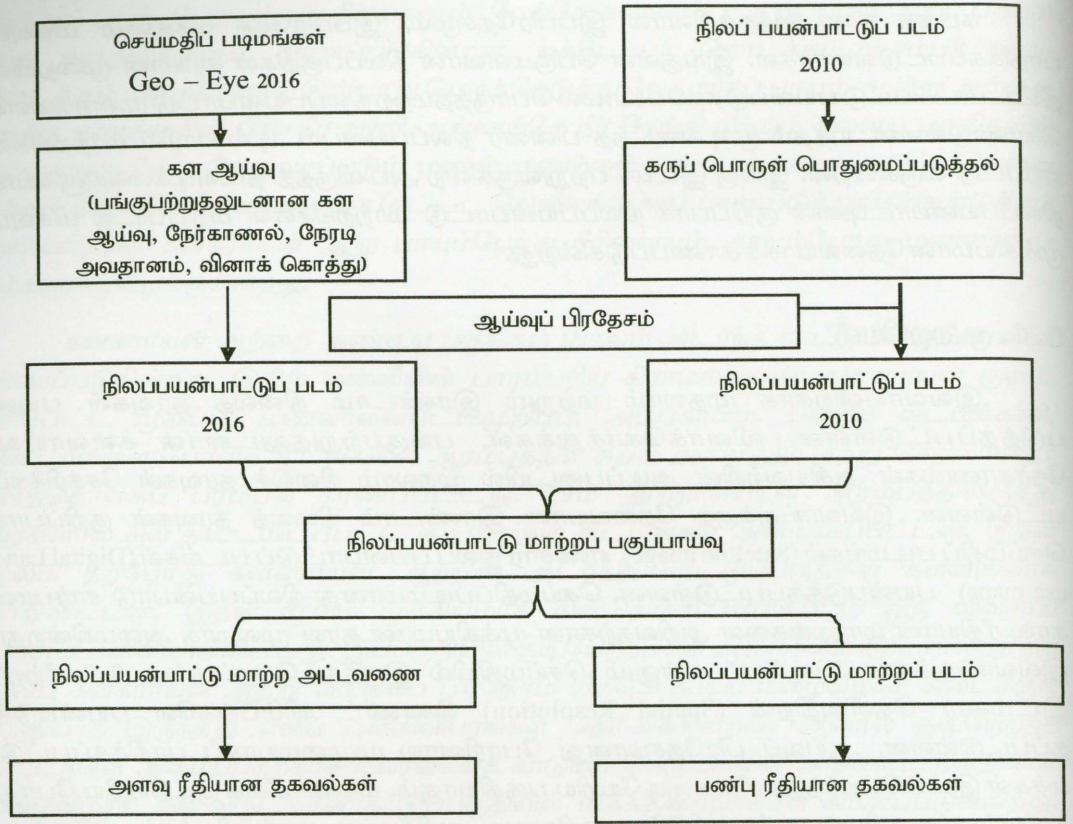 செய்மதிப் படிமங்கள்
Geo – Eye 2016
நிலப் பயன்பாட்டுப் படம்
2010
கள ஆய்வு
(பங்குபற்றுதலுடனான கள
ஆய்வு, நேர்காணல், நேரடி
அவதானம், வினாக் கொத்து)
கருப் பொருள் பொதுமைப்படுத்தல்
ஆய்வுப் பிரதேசம்
நிலப்பயன்பாட்டுப் படம்
2016
நிலப்பயன்பாட்டுப் படம்
2010
நிலப்பயன்பாட்டு மாற்றப் பகுப்பாய்வு
நிலப்பயன்பாட்டு மாற்ற அட்டவணை
நிலப்பயன்பாட்டு மாற்றப் படம்
அளவு ரீதியான தகவல்கள்
பண்பு ரீதியான தகவல்கள்